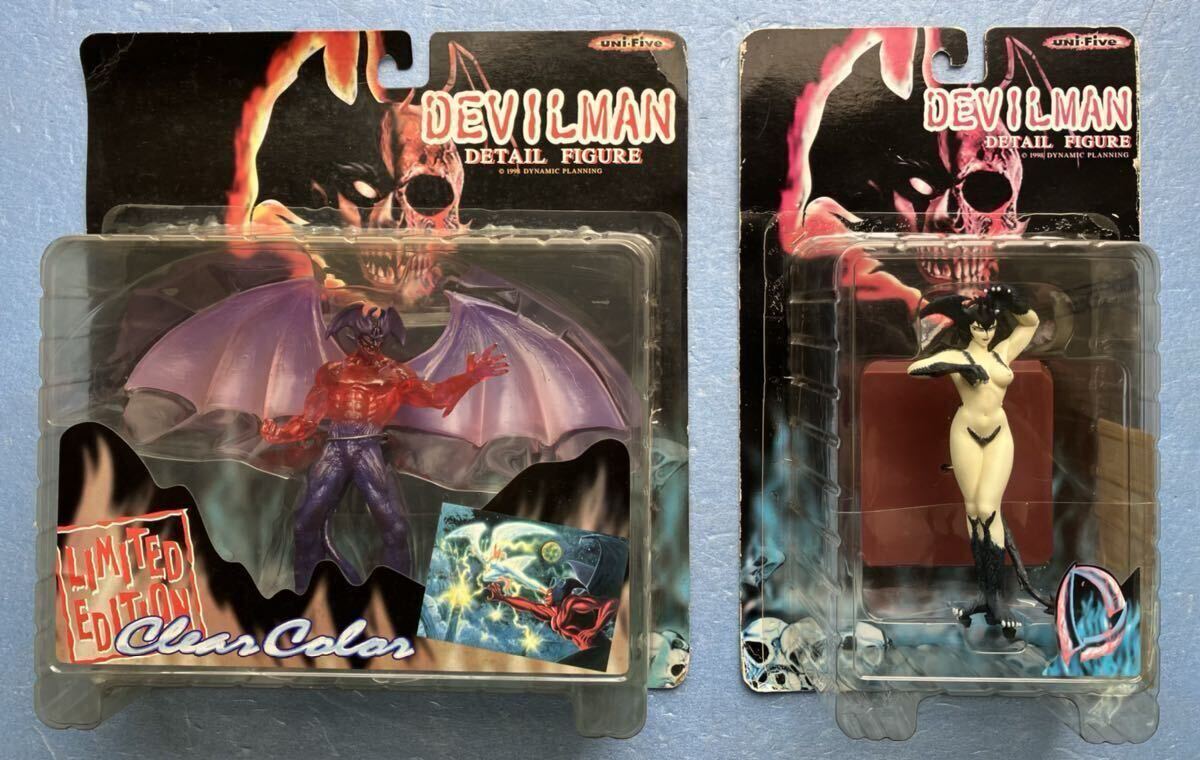 uni-Five
DEVILMAN
DETAIL FIGURE
© 1998 DYNAMIC PLANNING
LIMITED
EDITION
Clear Color
uni-Five
DEVILMAN
DETAIL FIGURE
© 1998 DYNAMIC PLANNING
D